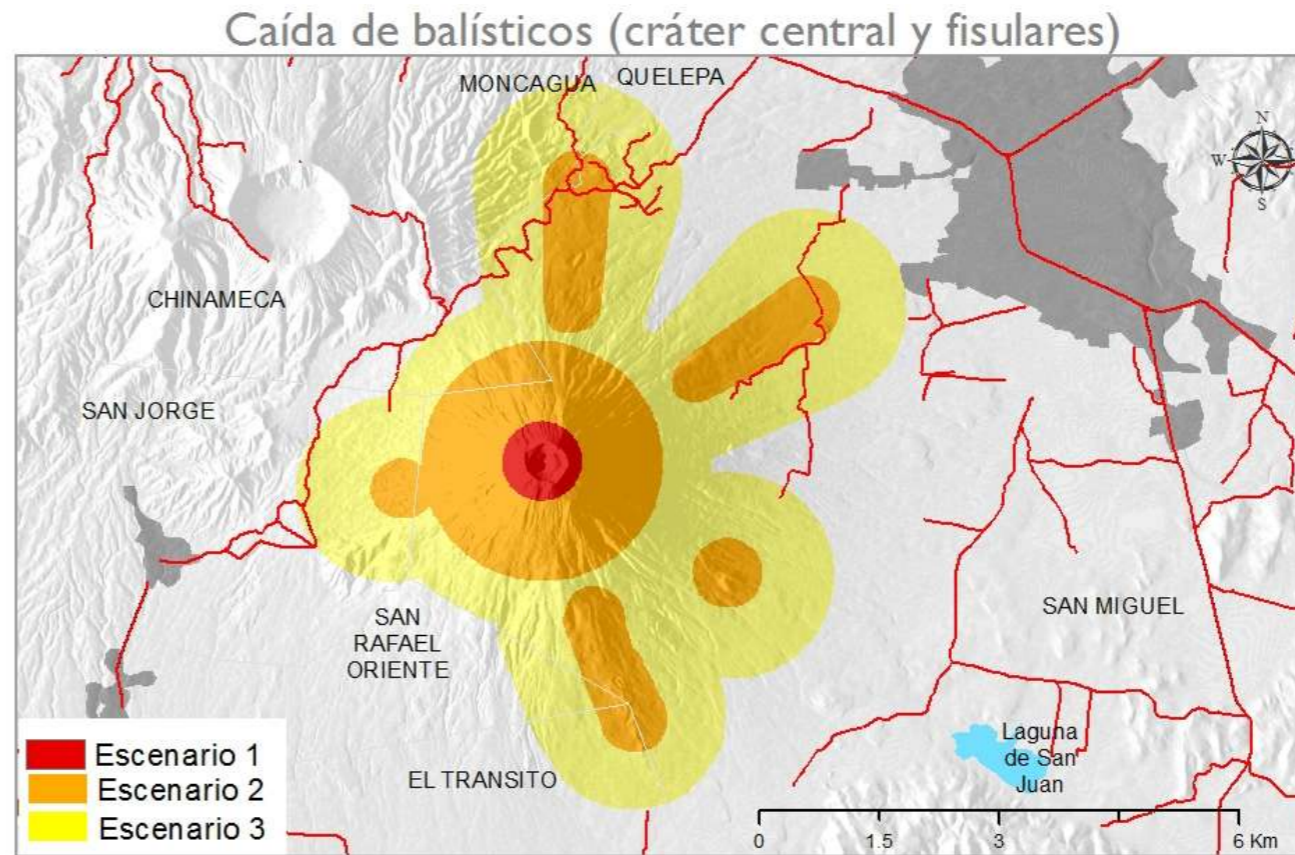 Caída de balísticos (cráter central y fisulares)
MONCAGUA
QUELEPA
N
W
S
CHINAMECA
SAN JORGE
SAN
RAFAEL
ORIENTE
SAN MIGUEL
EL TRANSITO
Laguna
de San
Juan
Escenario 1
Escenario 2
Escenario 3
0 1.5 3 6 Km